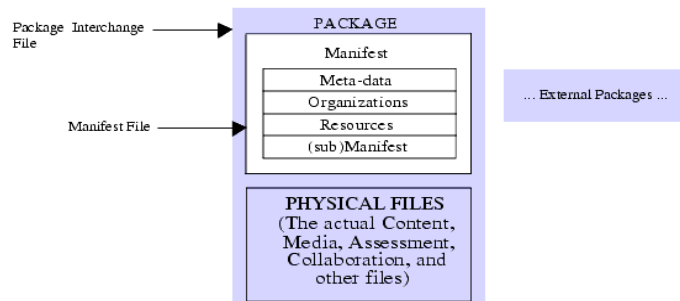 Package Interchange
File
PACKAGE
Manifest
Meta-data
Organizations
Resources
(sub)Manifest
Manifest File
... External Packages ...
PHYSICAL FILES
(The actual Content,
Media, Assessment,
Collaboration, and
other files)